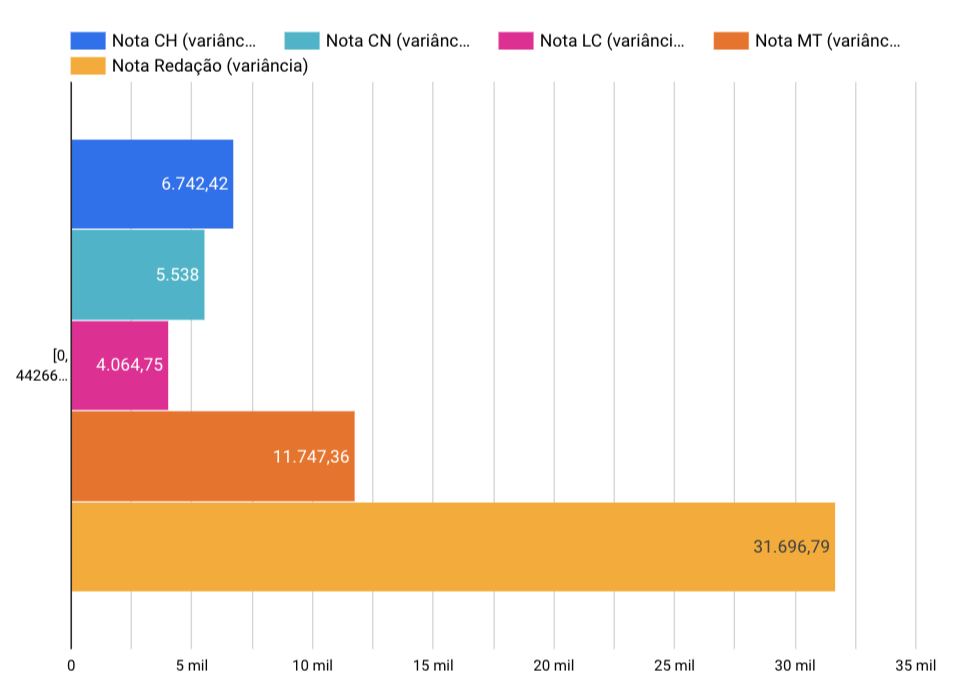 Nota CH (variânc... Nota CN (variânc... Nota LC (variânci... Nota MT (variânc...
Nota Redação (variância)
6.742,42
5.538
4.064,75
[0,
44266...
11.747,36
31.696,79
0 5 mil 10 mil 15 mil 20 mil 25 mil 30 mil 35 mil